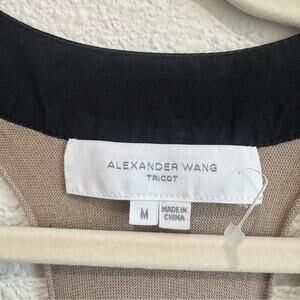 ALEXANDER WANG
TRICOT
M
MADE IN
CHINA